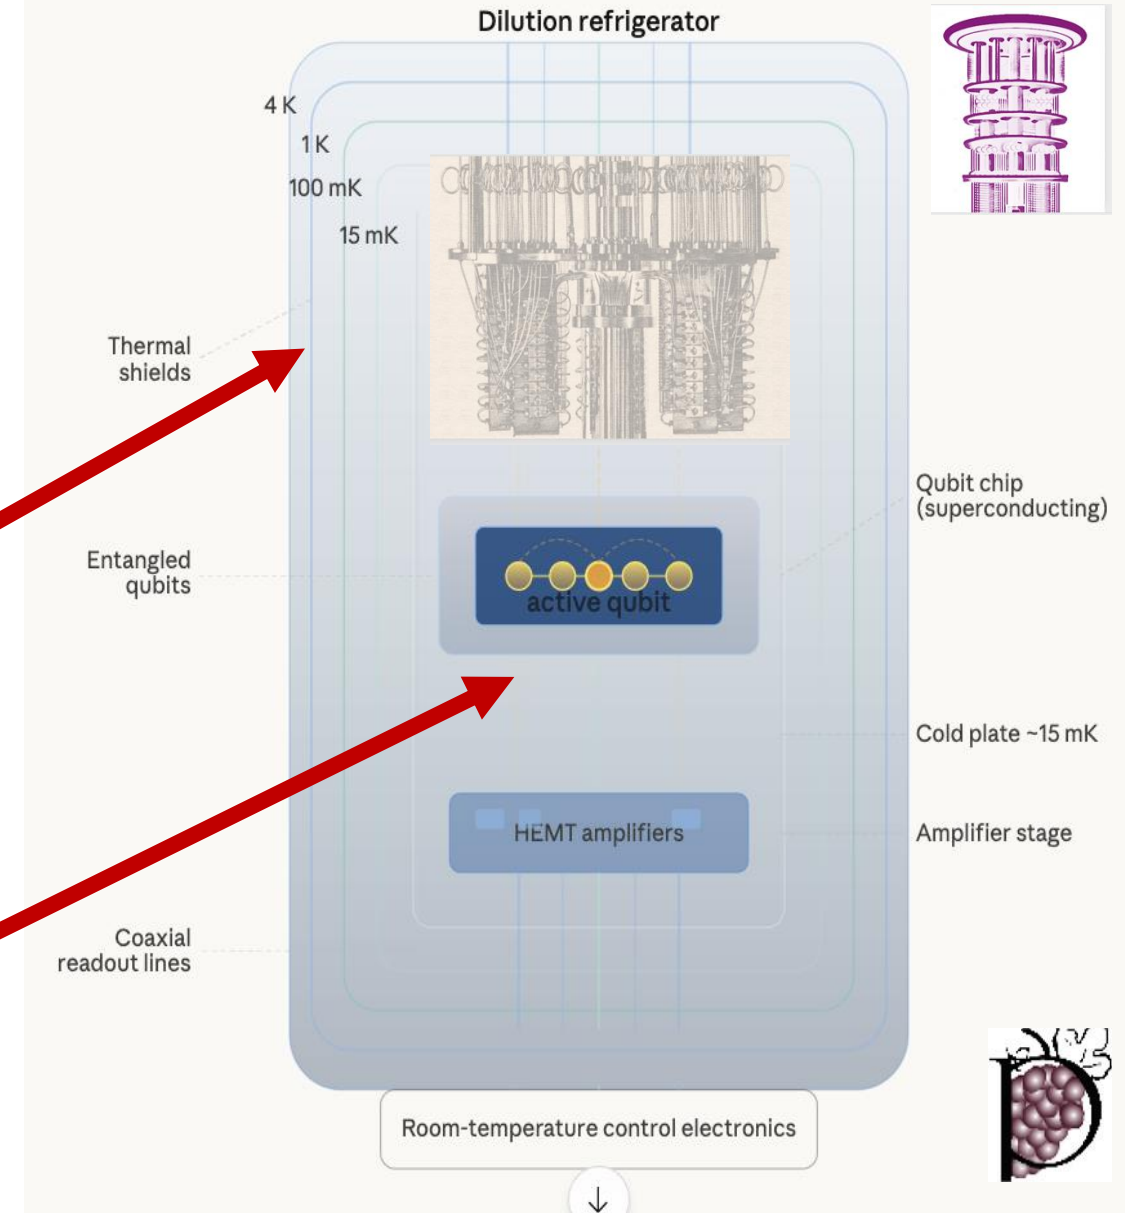 Dilution refrigerator
4 K
1 K
100 mK
15 mK
Thermal
shields
Qubit chip
(superconducting)
Entangled
qubits
active qubit
Cold plate ~15 mK
HEMT amplifiers
Amplifier stage
Coaxial
readout lines
Room-temperature control electronics
P